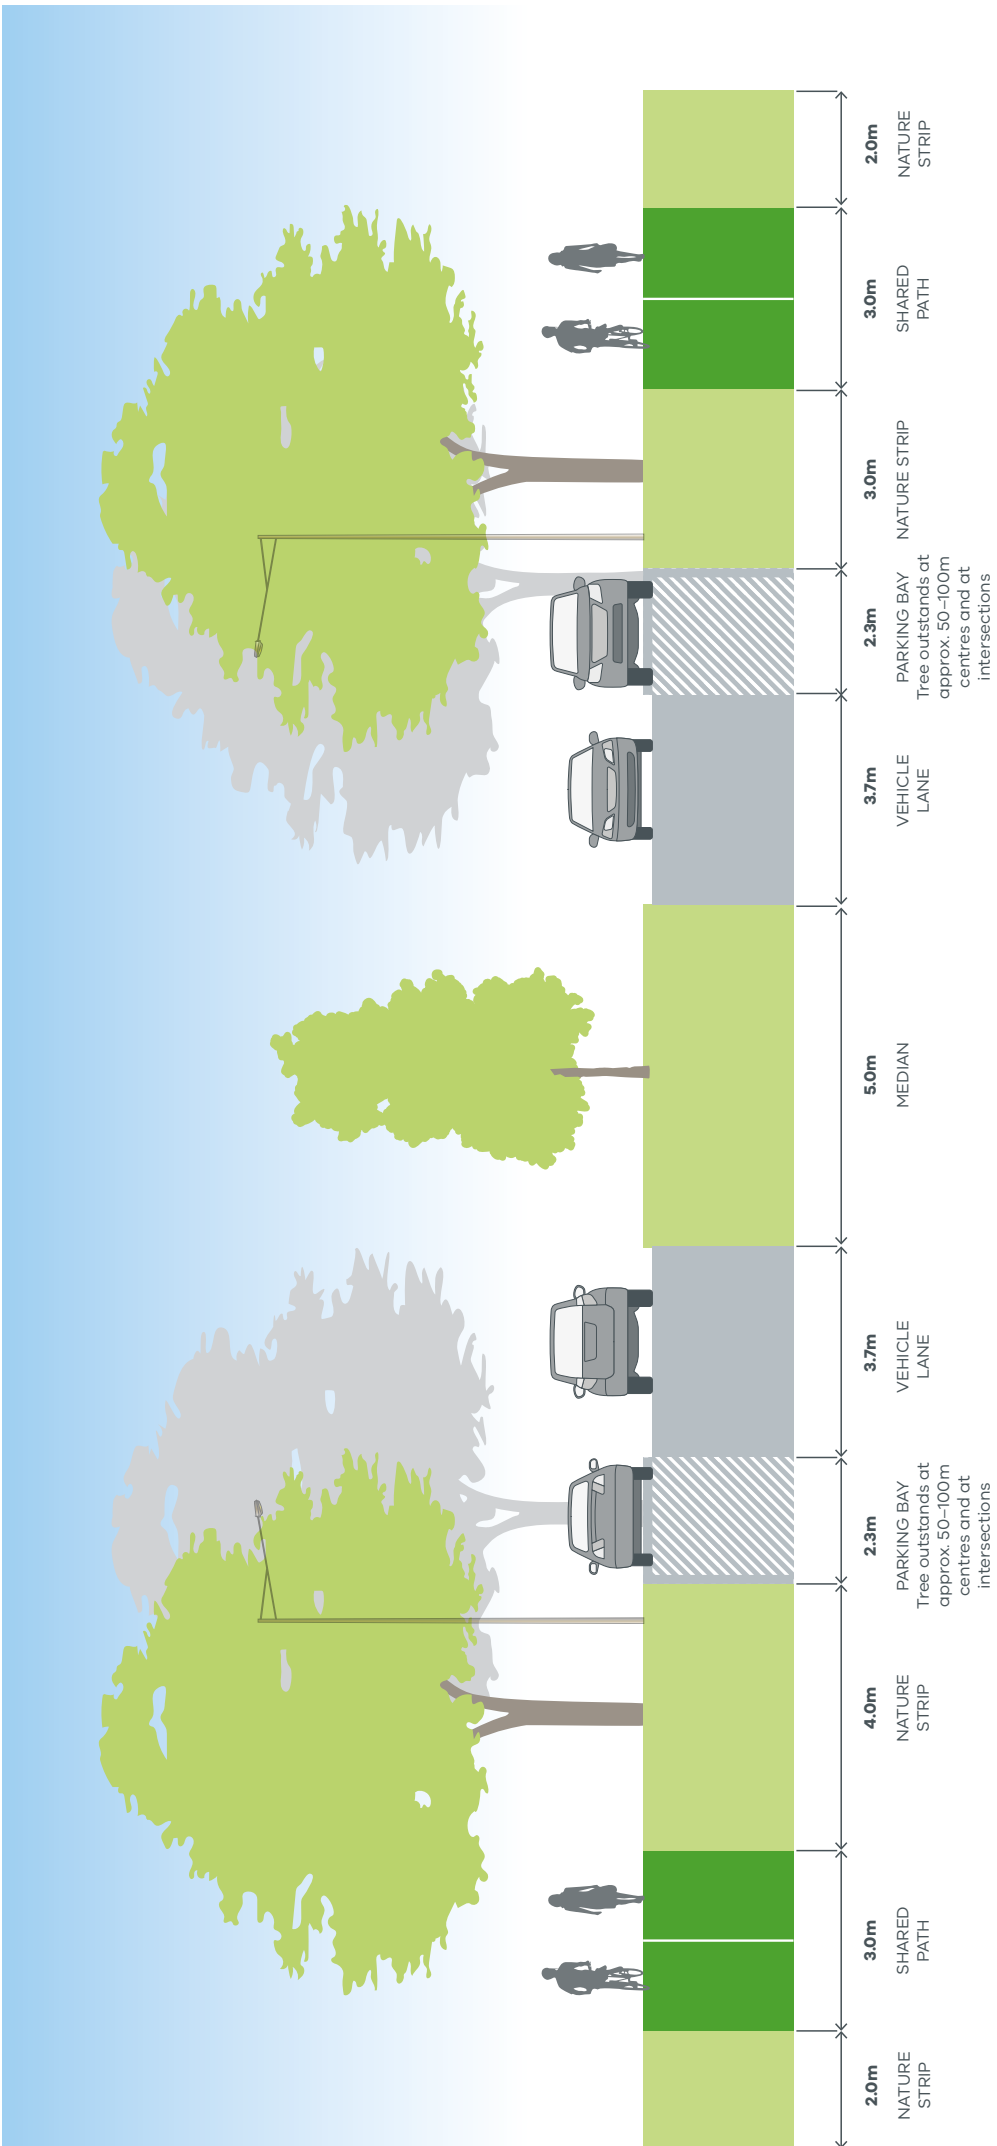 2.0m
NATURE
STRIP
3.0m
SHARED
PATH
4.0m
NATURE
STRIP
2.3m
PARKING BAY
Tree outstands at
approx. 50–100m
centres and at
intersections
3.7m
VEHICLE
LANE
5.0m
MEDIAN
3.7m
VEHICLE
LANE
2.3m
PARKING BAY
Tree outstands at
approx. 50–100m
centres and at
intersections
3.0m
NATURE STRIP
3.0m
SHARED
PATH
2.0m
NATURE
STRIP